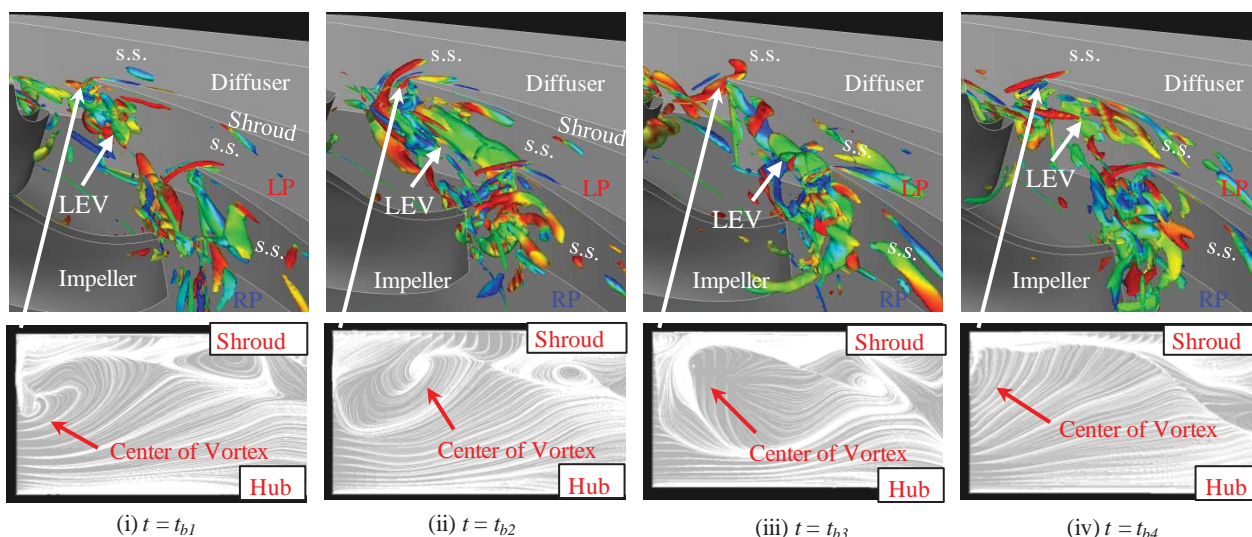 s.s.
Diffuser
Shroud
s.s.
LP
LEV
s.s.
Impeller
RP
s.s.
Diffuser
Shroud
s.s.
LP
LEV
s.s.
Impeller
RP
s.s.
Diffuser
s.s.
LP
LEV
s.s.
Impeller
RP
s.s.
Diffuser
s.s.
LP
LEV
s.s.
Impeller
RP
Shroud
Center of Vortex
Hub
Shroud
Center of Vortex
Hub
Shroud
Center of Vortex
Hub
Shroud
Center of Vortex
Hub
(i) t = tb1
(ii) t = tb2
(iii) t = tb3
(iv) t = tb4